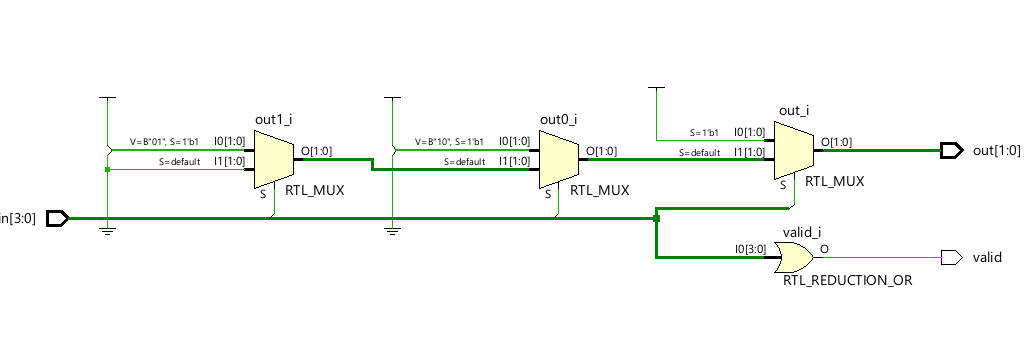 out_i
S=1'b1
I0[1:0]
O[1:0]
S=default
I1[1:0]
S
RTL_MUX
out[1:0]
out1_i
V=B"01", S=1'b1
I0[1:0]
O[1:0]
S=default
I1[1:0]
S
RTL_MUX
out0_i
V=B"10", S=1'b1
I0[1:0]
O[1:0]
S=default
I1[1:0]
S
RTL_MUX
in[3:0]
valid_i
I0[3:0]
O
valid
RTL_REDUCTION_OR